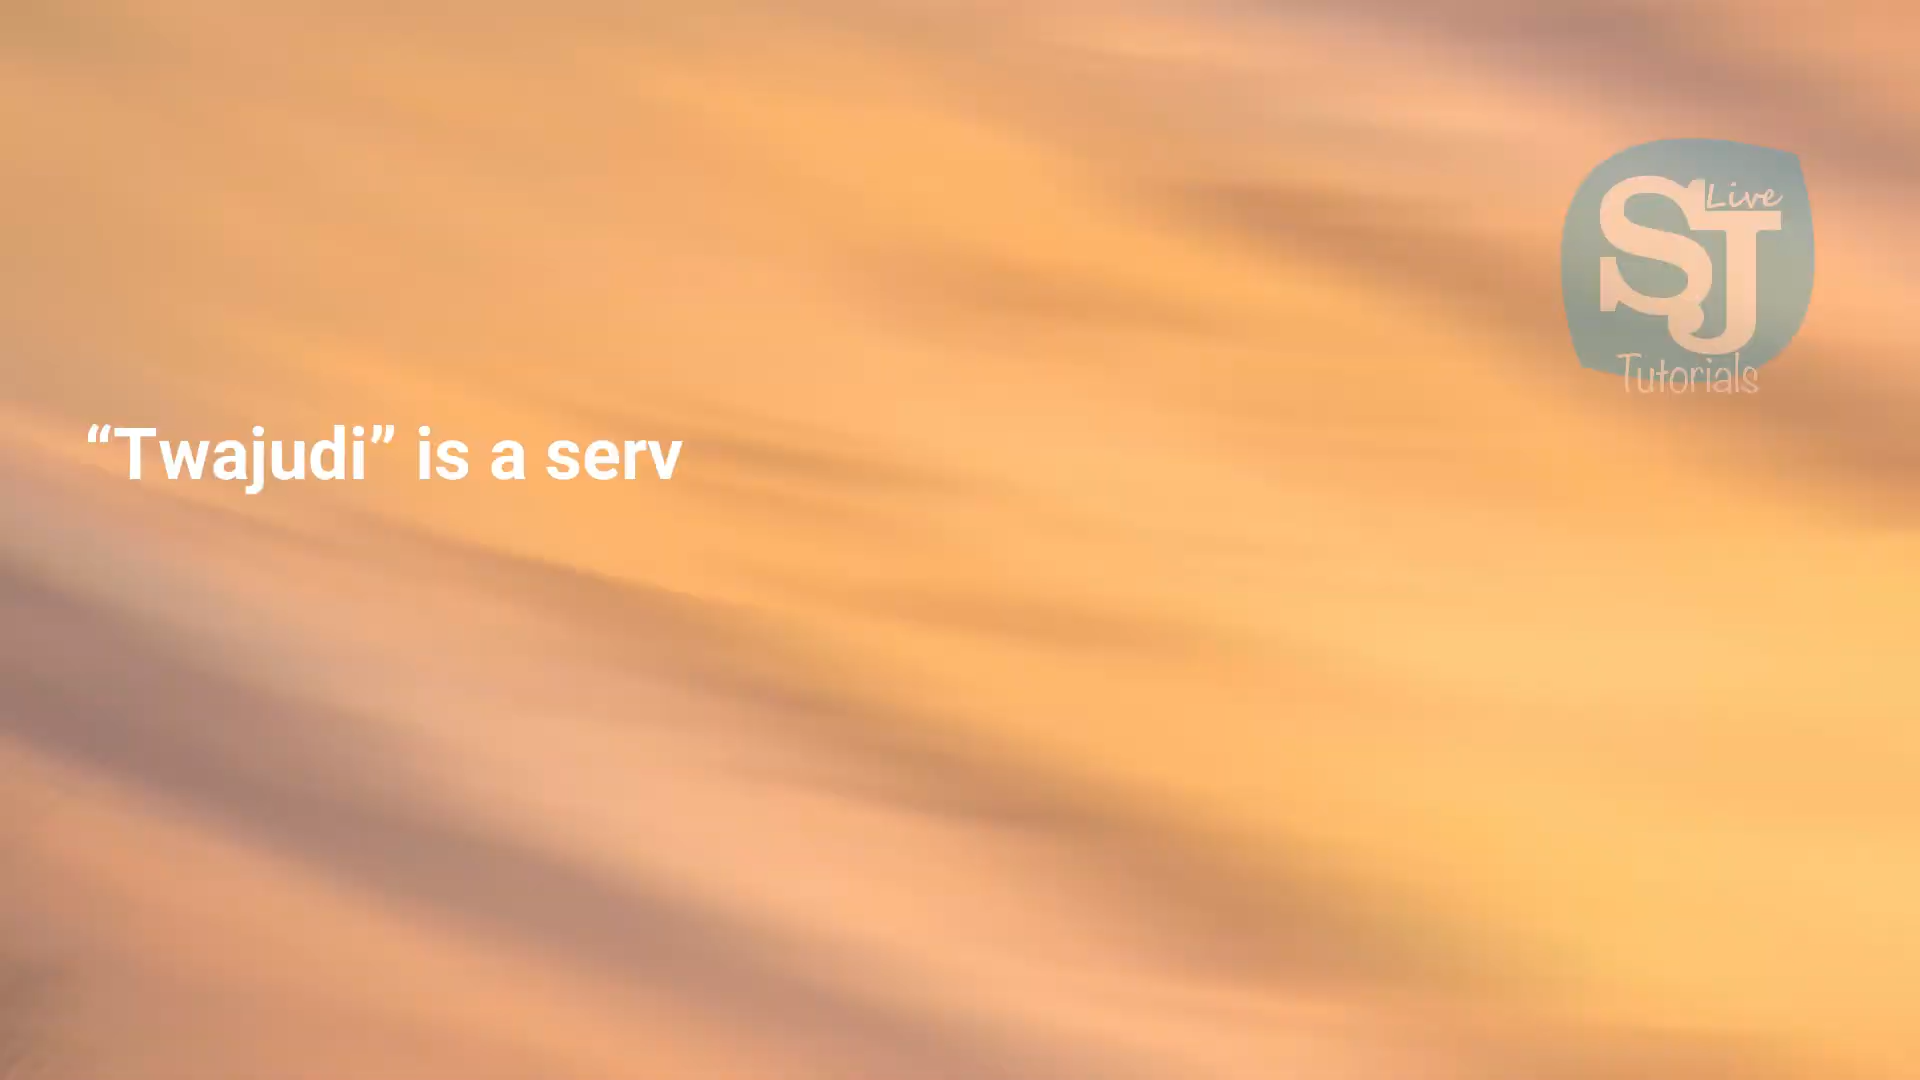 Live
SJ
Tutorials
“Twajudi” is a serv